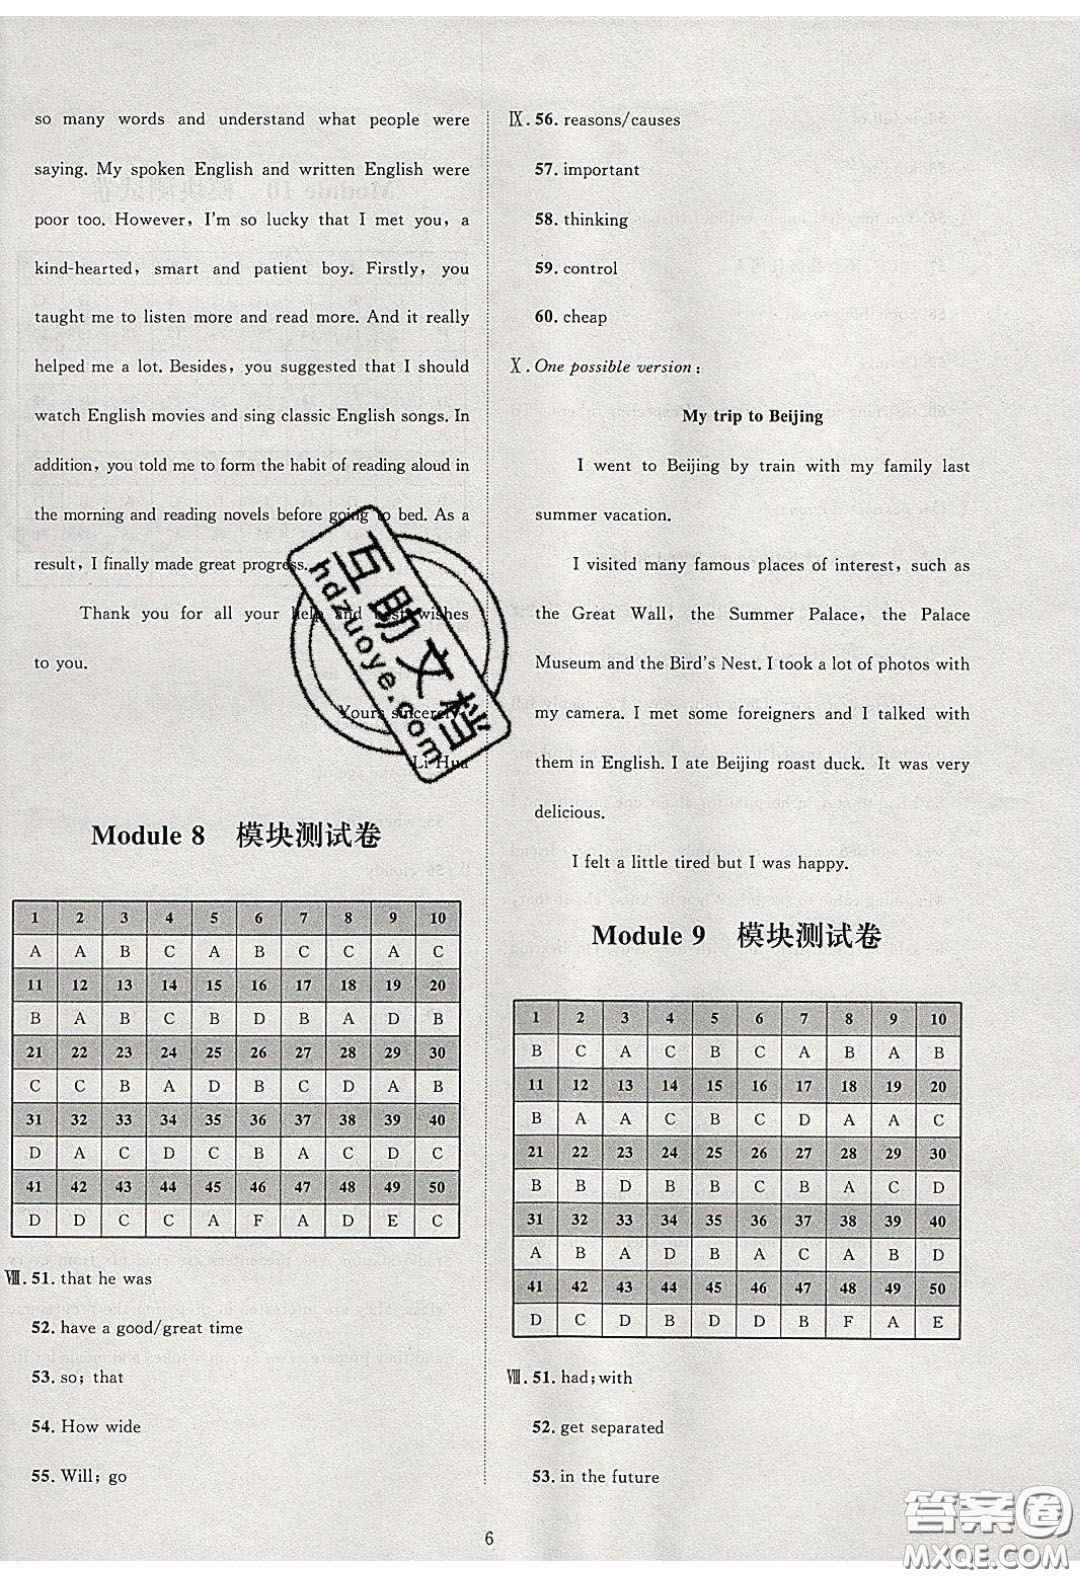 so many words and understand what people were
saying. My spoken English and written English were
poor too. However, I'm so lucky that I met you, a
kind-hearted, smart and patient boy. Firstly, you
taught me to listen more and read more. And it really
helped me a lot. Besides, you suggested that I should
watch English movies and sing classic English songs. In
addition, you told me to form the habit of reading aloud in
the morning and reading novels before going to bed. As a
result, I finally made great progress.
Thank you for all your help and best wishes
to you.
Yours sincerely,
Li Hua
Module 8 模块测试卷
1 2 3 4 5 6 7 8 9 10
A A B C A B C C A C
11 12 13 14 15 16 17 18 19 20
B A B C B D B A D B
21 22 23 24 25 26 27 28 29 30
C C B A D B C D A B
31 32 33 34 35 36 37 38 39 40
D A C D C B A C D C
41 42 43 44 45 46 47 48 49 50
D D C C A F A D E C
Ⅷ. 51. that he was
52. have a good/great time
53. so; that
54. How wide
55. Will; go
Ⅸ. 56. reasons/causes
57. important
58. thinking
59. control
60. cheap
Ⅹ. One possible version:
My trip to Beijing
I went to Beijing by train with my family last
summer vacation.
I visited many famous places of interest, such as
the Great Wall, the Summer Palace, the Palace
Museum and the Bird's Nest. I took a lot of photos with
my camera. I met some foreigners and I talked with
them in English. I ate Beijing roast duck. It was very
delicious.
I felt a little tired but I was happy.
Module 9 模块测试卷
1 2 3 4 5 6 7 8 9 10
B C A C B C A B A B
11 12 13 14 15 16 17 18 19 20
B A A C B C D A A C
21 22 23 24 25 26 27 28 29 30
B B D B B C B A C D
31 32 33 34 35 36 37 38 39 40
A B A D B A C A B D
41 42 43 44 45 46 47 48 49 50
D C D B D D B F A E
Ⅷ. 51. had; with
52. get separated
53. in the future
6
互助文档
hdzuoye.com
答案圈
MXQE.COM